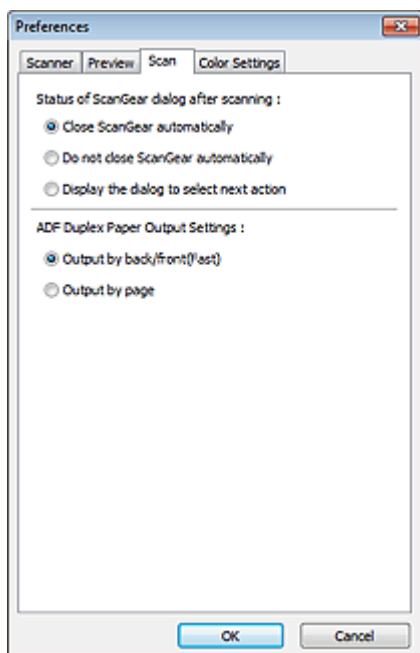 Preferences
Scanner Preview Scan Color Settings
Status of ScanGear dialog after scanning :
Close ScanGear automatically
Do not close ScanGear automatically
Display the dialog to select next action
ADF Duplex Paper Output Settings :
Output by back/front(Fast)
Output by page
OK Cancel